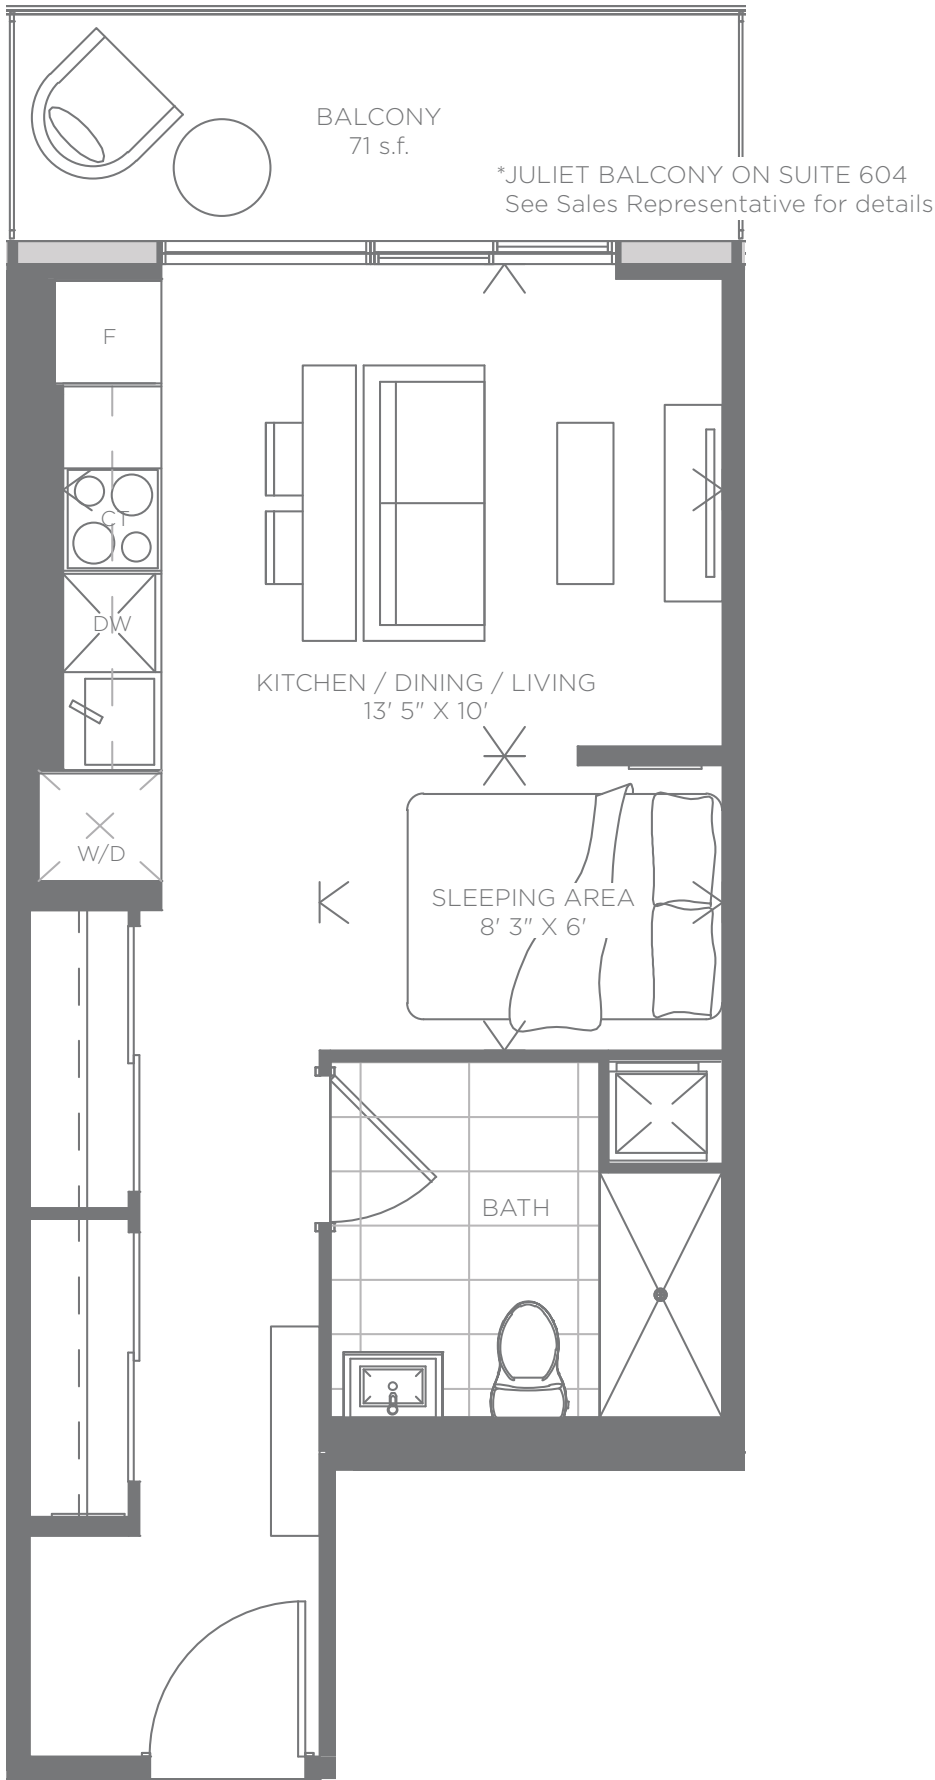 BALCONY
71 s.f.
*JULIET BALCONY ON SUITE 604
See Sales Representative for details
F
CT
DW
KITCHEN / DINING / LIVING
13' 5" X 10'
W/D
SLEEPING AREA
8' 3" X 6'
BATH